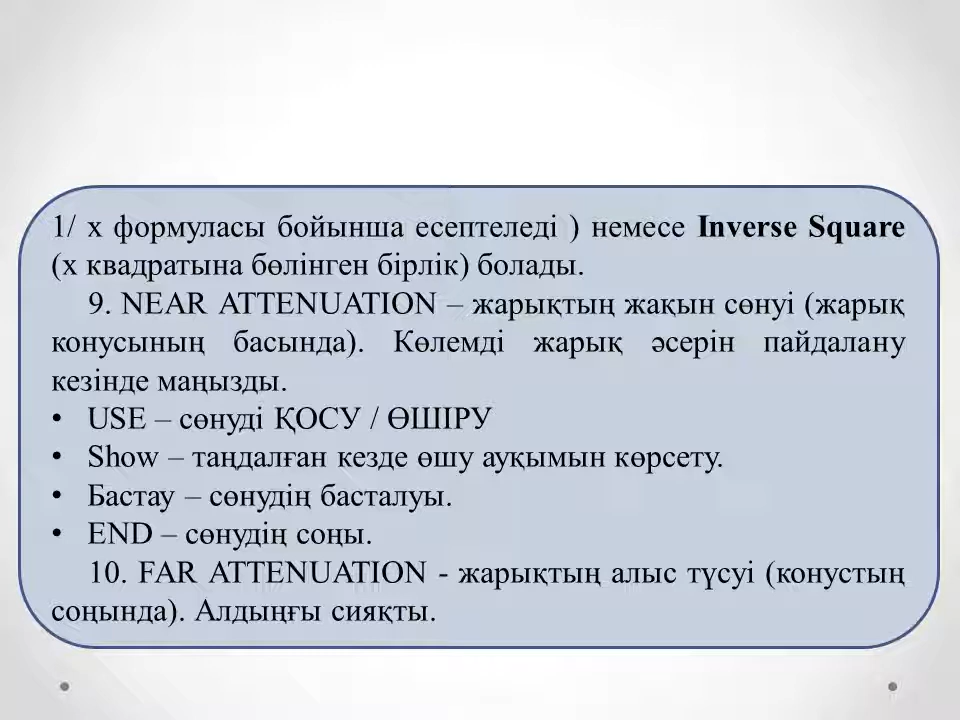 1/ x формуласы бойынша есептеледі ) немесе Inverse Square
(x квадратына бөлінген бірлік) болады.
9. NEAR ATTENUATION – жарықтың жақын сөнуі (жарық
конусының басында). Көлемді жарық әсерін пайдалану
кезінде маңызды.
• USE – сөнуді ҚОСУ / ӨШІРУ
• Show – таңдалған кезде өшу ауқымын көрсету.
• Бастау – сөнудің басталуы.
• END – сөнудің соңы.
10. FAR ATTENUATION - жарықтың алыс түсуі (конустың
соңында). Алдыңғы сияқты.